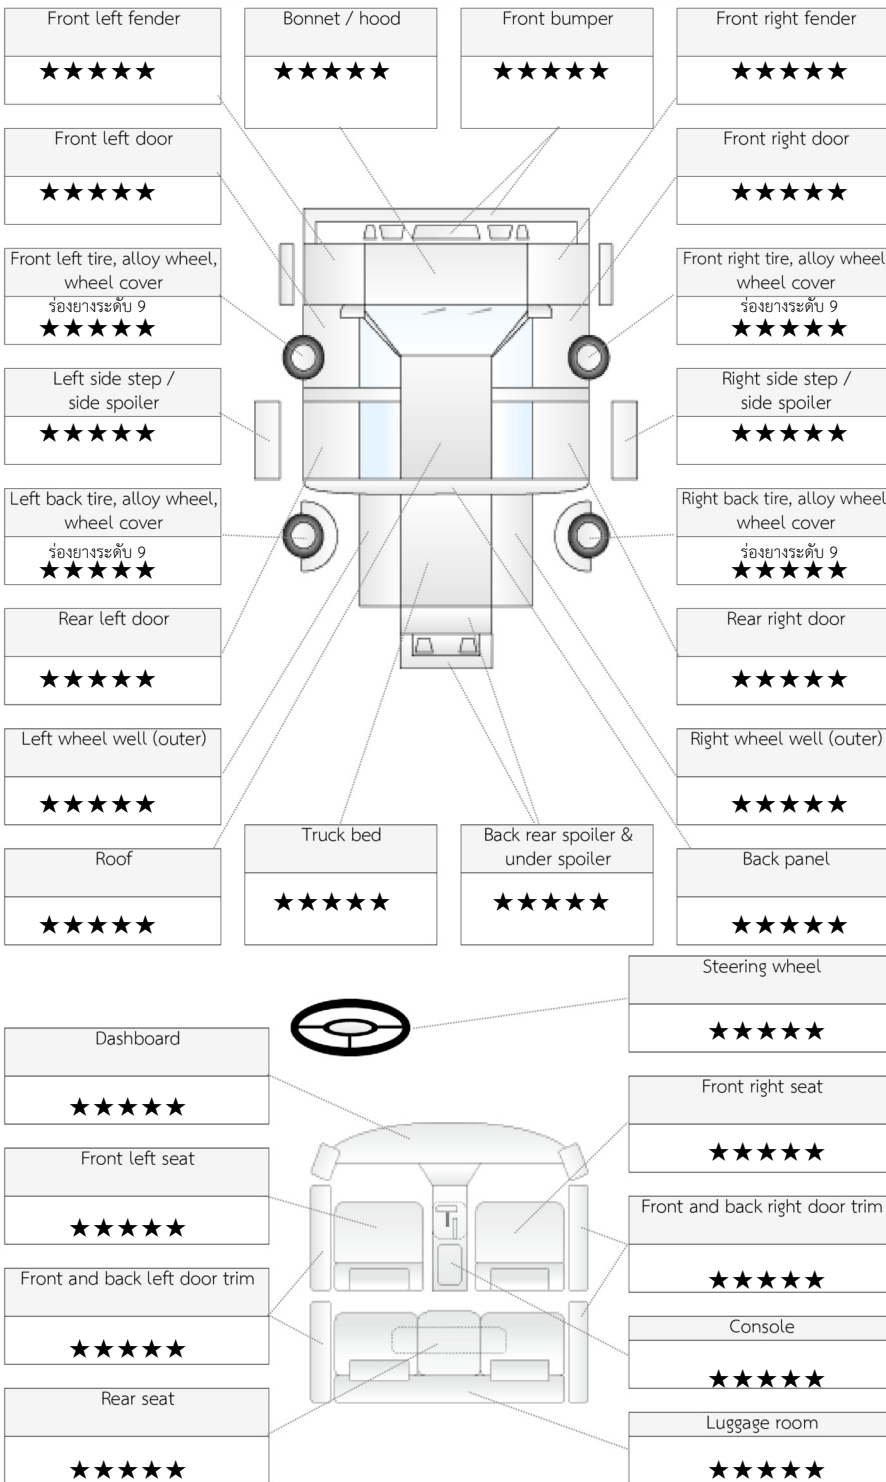 Front left fender
★★★★★
Bonnet / hood
★★★★★
Front bumper
★★★★★
Front right fender
★★★★★
Front left door
★★★★★
Front right door
★★★★★
Front left tire, alloy wheel,
wheel cover
ร่องยางระดับ 9
★★★★★
Front right tire, alloy wheel
wheel cover
ร่องยางระดับ 9
★★★★★
Left side step /
side spoiler
★★★★★
Right side step /
side spoiler
★★★★★
Left back tire, alloy wheel,
wheel cover
ร่องยางระดับ 9
★★★★★
Right back tire, alloy wheel
wheel cover
ร่องยางระดับ 9
★★★★★
Rear left door
★★★★★
Rear right door
★★★★★
Left wheel well (outer)
★★★★★
Right wheel well (outer)
★★★★★
Roof
★★★★★
Truck bed
★★★★★
Back rear spoiler &
under spoiler
★★★★★
Back panel
★★★★★
Steering wheel
★★★★★
Dashboard
★★★★★
Front right seat
★★★★★
Front left seat
★★★★★
Front and back right door trim
★★★★★
Front and back left door trim
★★★★★
Console
★★★★★
Rear seat
★★★★★
Luggage room
★★★★★